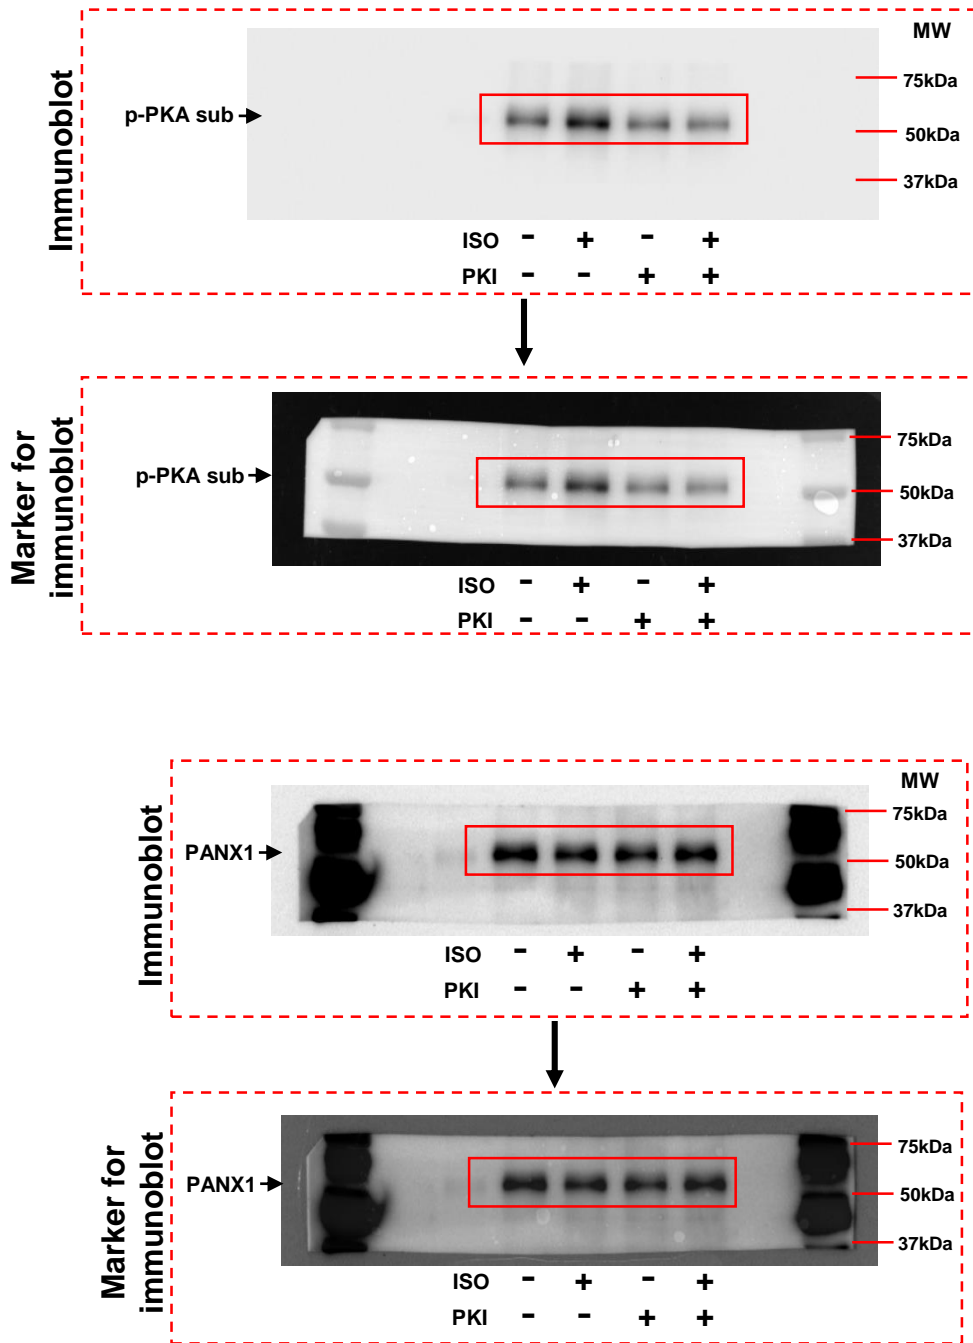 Immunoblot
MW
75kDa
p-PKA sub
50kDa
37kDa
ISO - + - +
PKI - - + +
Marker for
immunoblot
75kDa
p-PKA sub
50kDa
37kDa
ISO - + - +
PKI - - + +
Immunoblot
MW
75kDa
PANX1
50kDa
37kDa
ISO - + - +
PKI - - + +
Marker for
immunoblot
75kDa
PANX1
50kDa
37kDa
ISO - + - +
PKI - - + +